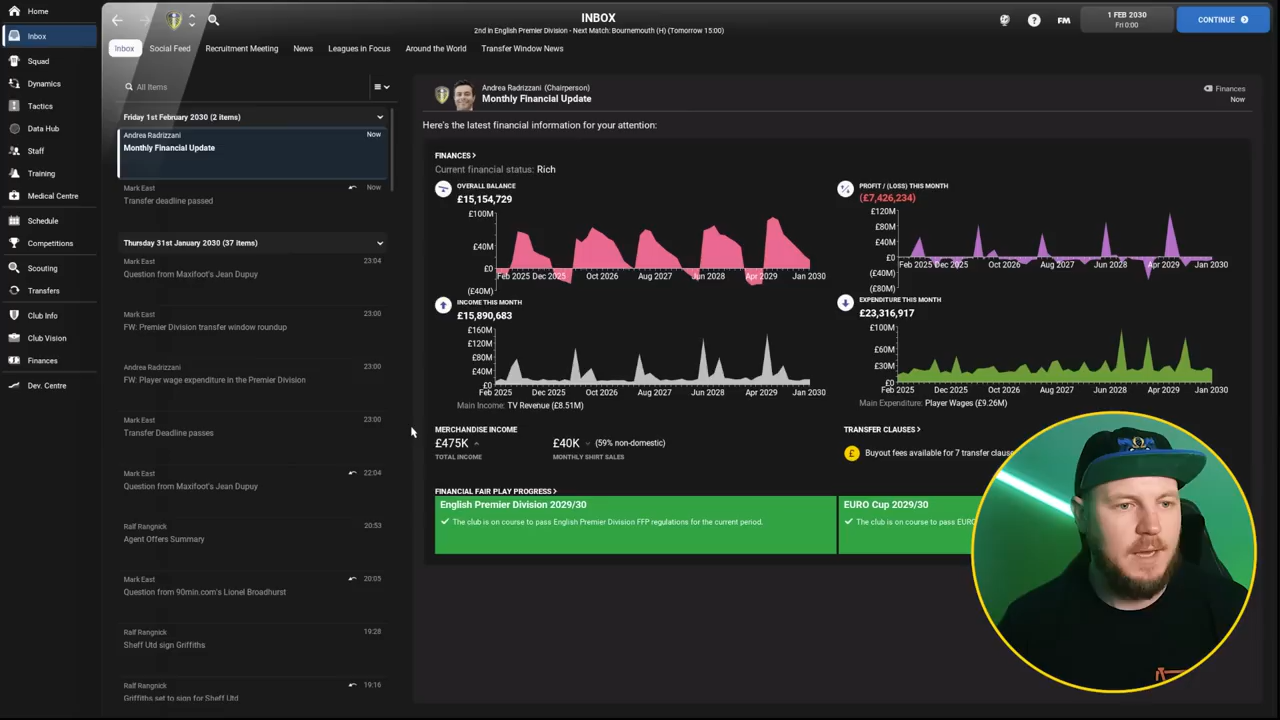 Home
Inbox
Squad
Dynamics
Tactics
Data Hub
Staff
Training
Medical Centre
Schedule
Competitions
Scouting
Transfers
Club Info
Club Vision
Finances
Dev. Centre
INBOX
2nd in English Premier Division - Next Match: Bournemouth (H) (Tomorrow 15:00)
FM
1 FEB 2030
Fri 0:00
CONTINUE
Inbox Social Feed Recruitment Meeting News Leagues in Focus Around the World Transfer Window News
All Items
Friday 1st February 2030 (2 items)
Andrea Radrizzani Now
Monthly Financial Update
Mark East Now
Transfer deadline passed
Thursday 31st January 2030 (37 items)
Mark East 23:04
Question from Maxifoot's Jean Dupuy
Mark East 23:00
FW: Premier Division transfer window roundup
Andrea Radrizzani 23:00
FW: Player wage expenditure in the Premier Division
Mark East 23:00
Transfer Deadline passes
Mark East 22:04
Question from Maxifoot's Jean Dupuy
Ralf Rangnick 20:53
Agent Offers Summary
Mark East 20:05
Question from 90min.com's Lionel Broadhurst
Ralf Rangnick 19:28
Sheff Utd sign Griffiths
Ralf Rangnick 19:16
Griffiths set to sign for Sheff Utd
Andrea Radrizzani (Chairperson)
Monthly Financial Update
Finances
Now
Here's the latest financial information for your attention:
FINANCES
Current financial status: Rich
OVERALL BALANCE
£15,154,729
£100M
£40M
£0
(£40M)
Feb 2025 Dec 2025 Oct 2026 Aug 2027 Jun 2028 Apr 2029 Jan 2030
PROFIT / (LOSS) THIS MONTH
(£7,426,234)
£120M
£80M
£40M
£0
(£40M)
(£80M)
Feb 2025 Dec 2025 Oct 2026 Aug 2027 Jun 2028 Apr 2029 Jan 2030
INCOME THIS MONTH
£15,890,683
£160M
£120M
£80M
£40M
£0
Feb 2025 Dec 2025 Oct 2026 Aug 2027 Jun 2028 Apr 2029 Jan 2030
Main Income: TV Revenue (£8.51M)
EXPENDITURE THIS MONTH
£23,316,917
£100M
£60M
£30M
£0
Feb 2025 Dec 2025 Oct 2026 Aug 2027 Jun 2028 Apr 2029 Jan 2030
Main Expenditure: Player Wages (£9.26M)
MERCHANDISE INCOME
£475K £40K (59% non-domestic)
TOTAL INCOME MONTHLY SHIRT SALES
TRANSFER CLAUSES
£ Buyout fees available for 7 transfer
FINANCIAL FAIR PLAY PROGRESS
English Premier Division 2029/30
The club is on course to pass English Premier Division FFP regulations for the current period.
EURO Cup 2029/30
The club is on course to pass